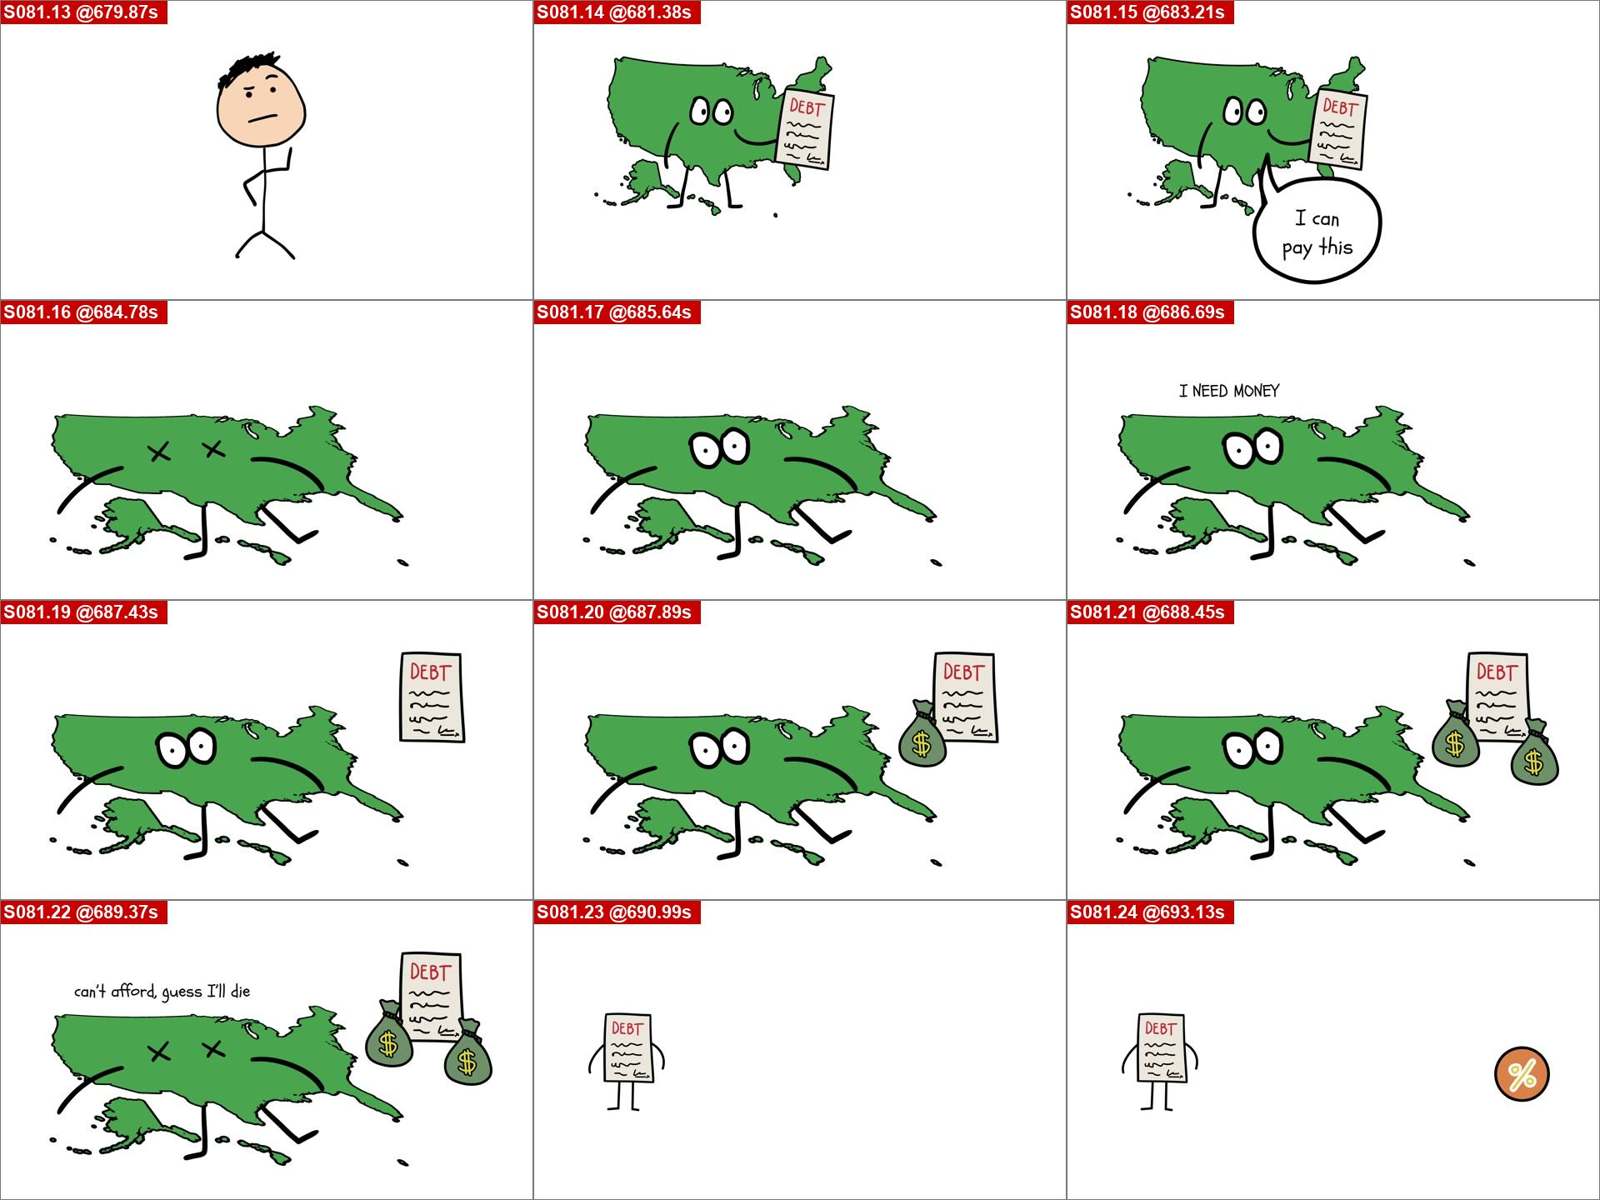 S081.13 @679.87s
S081.14 @681.38s
DEBT
S081.15 @683.21s
DEBT
I can
pay this
S081.16 @684.78s
S081.17 @685.64s
S081.18 @686.69s
I NEED MONEY
S081.19 @687.43s
DEBT
S081.20 @687.89s
DEBT
$
S081.21 @688.45s
DEBT
$
$
S081.22 @689.37s
can't afford, guess I'll die
DEBT
$
$
S081.23 @690.99s
DEBT
S081.24 @693.13s
DEBT
%